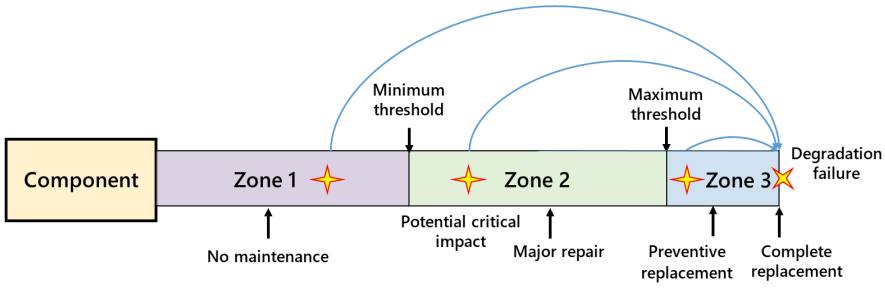 Minimum
threshold
Maximum
threshold
Component
Zone 1
Zone 2
Zone 3
Degradation
failure
Potential critical
impact
No maintenance
Major repair
Preventive
replacement
Complete
replacement